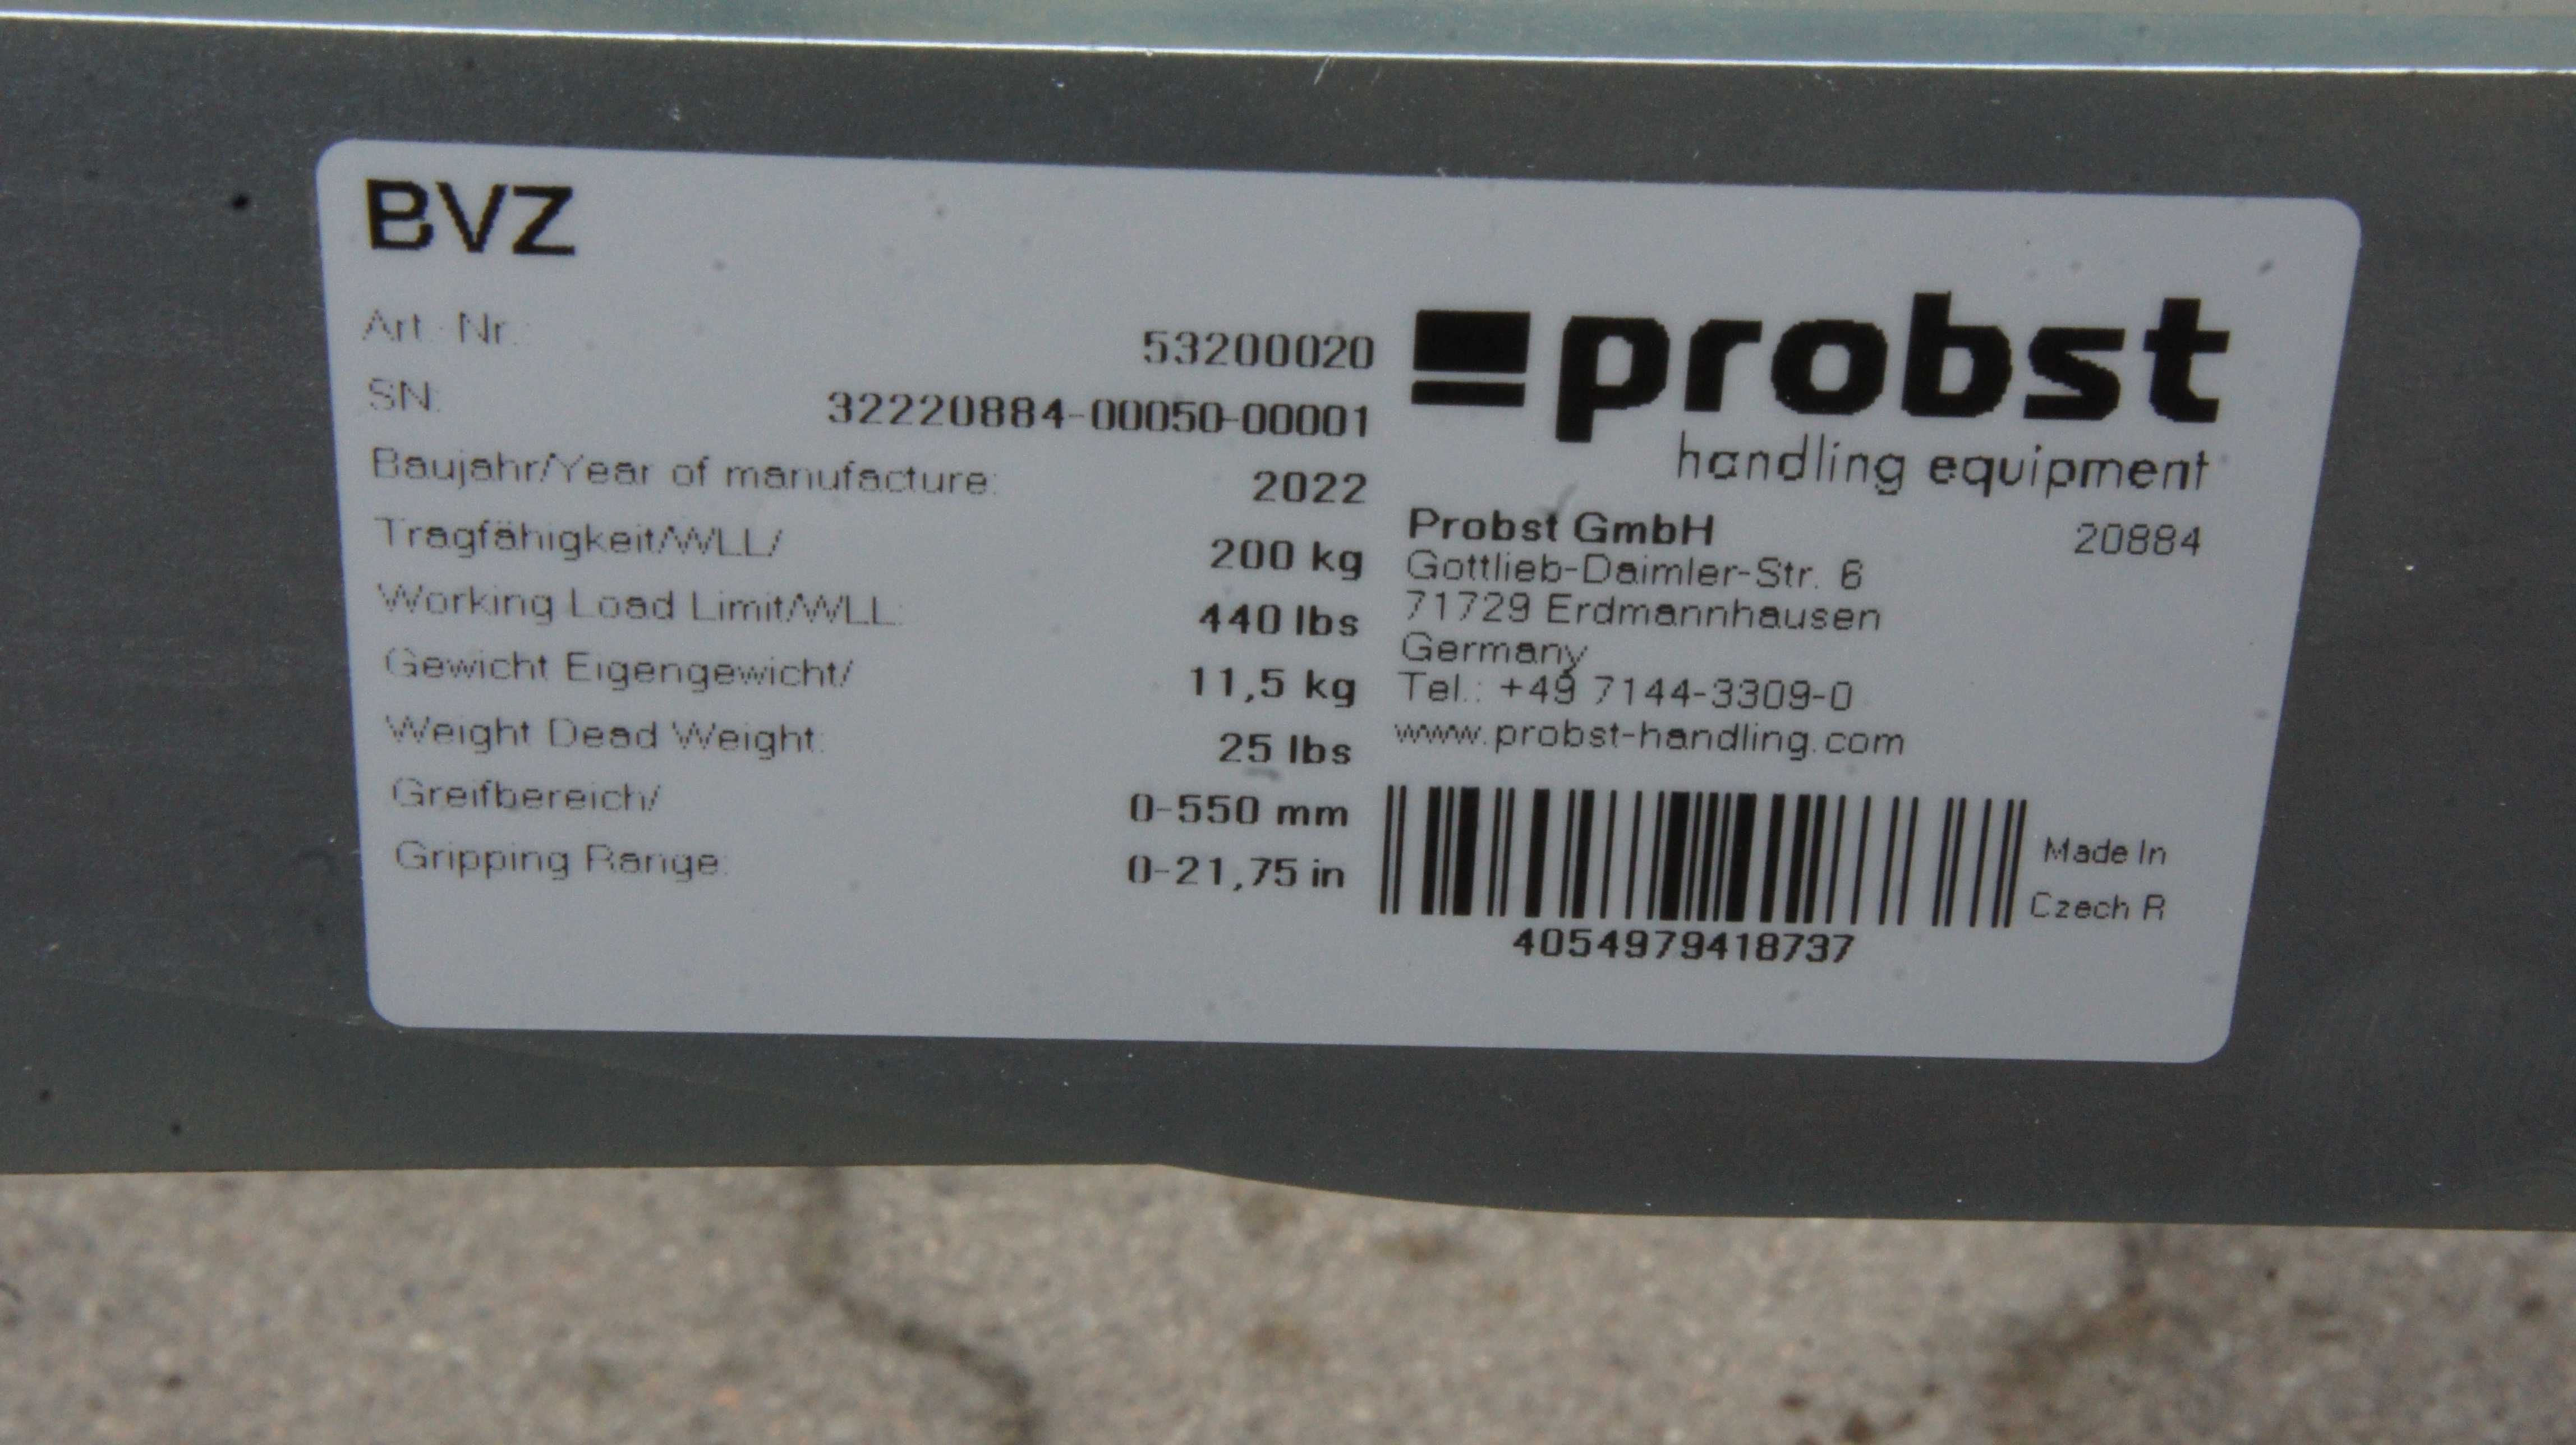 BVZ
Art.-Nr.: 53200020
SN: 32220884-00050-00001
Baujahr/Year of manufacture: 2022
Tragfähigkeit/WLL/ 200 kg
Working Load Limit/WLL: 440 lbs
Gewicht Eigengewicht/ 11,5 kg
Weight Dead Weight: 25 lbs
Greifbereich/ 0-550 mm
Gripping Range: 0-21,75 in
probst
handling equipment
Probst GmbH 20884
Gottlieb-Daimler-Str. 6
71729 Erdmannhausen
Germany
Tel.: +49 7144-3309-0
www.probst-handling.com
4054979418737
Made In
Czech R